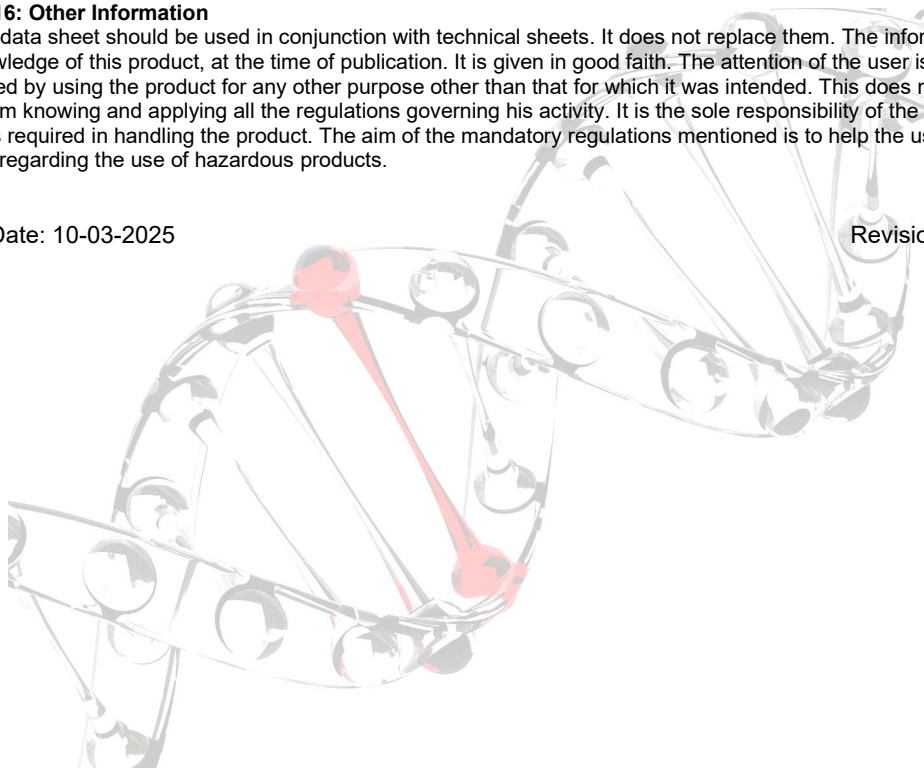 16: Other Information
data sheet should be used in conjunction with technical sheets. It does not replace them. The infor
wledge of this product, at the time of publication. It is given in good faith. The attention of the user is
ed by using the product for any other purpose other than that for which it was intended. This does n
m knowing and applying all the regulations governing his activity. It is the sole responsibility of the
s required in handling the product. The aim of the mandatory regulations mentioned is to help the us
regarding the use of hazardous products.
Date: 10-03-2025 Revisio